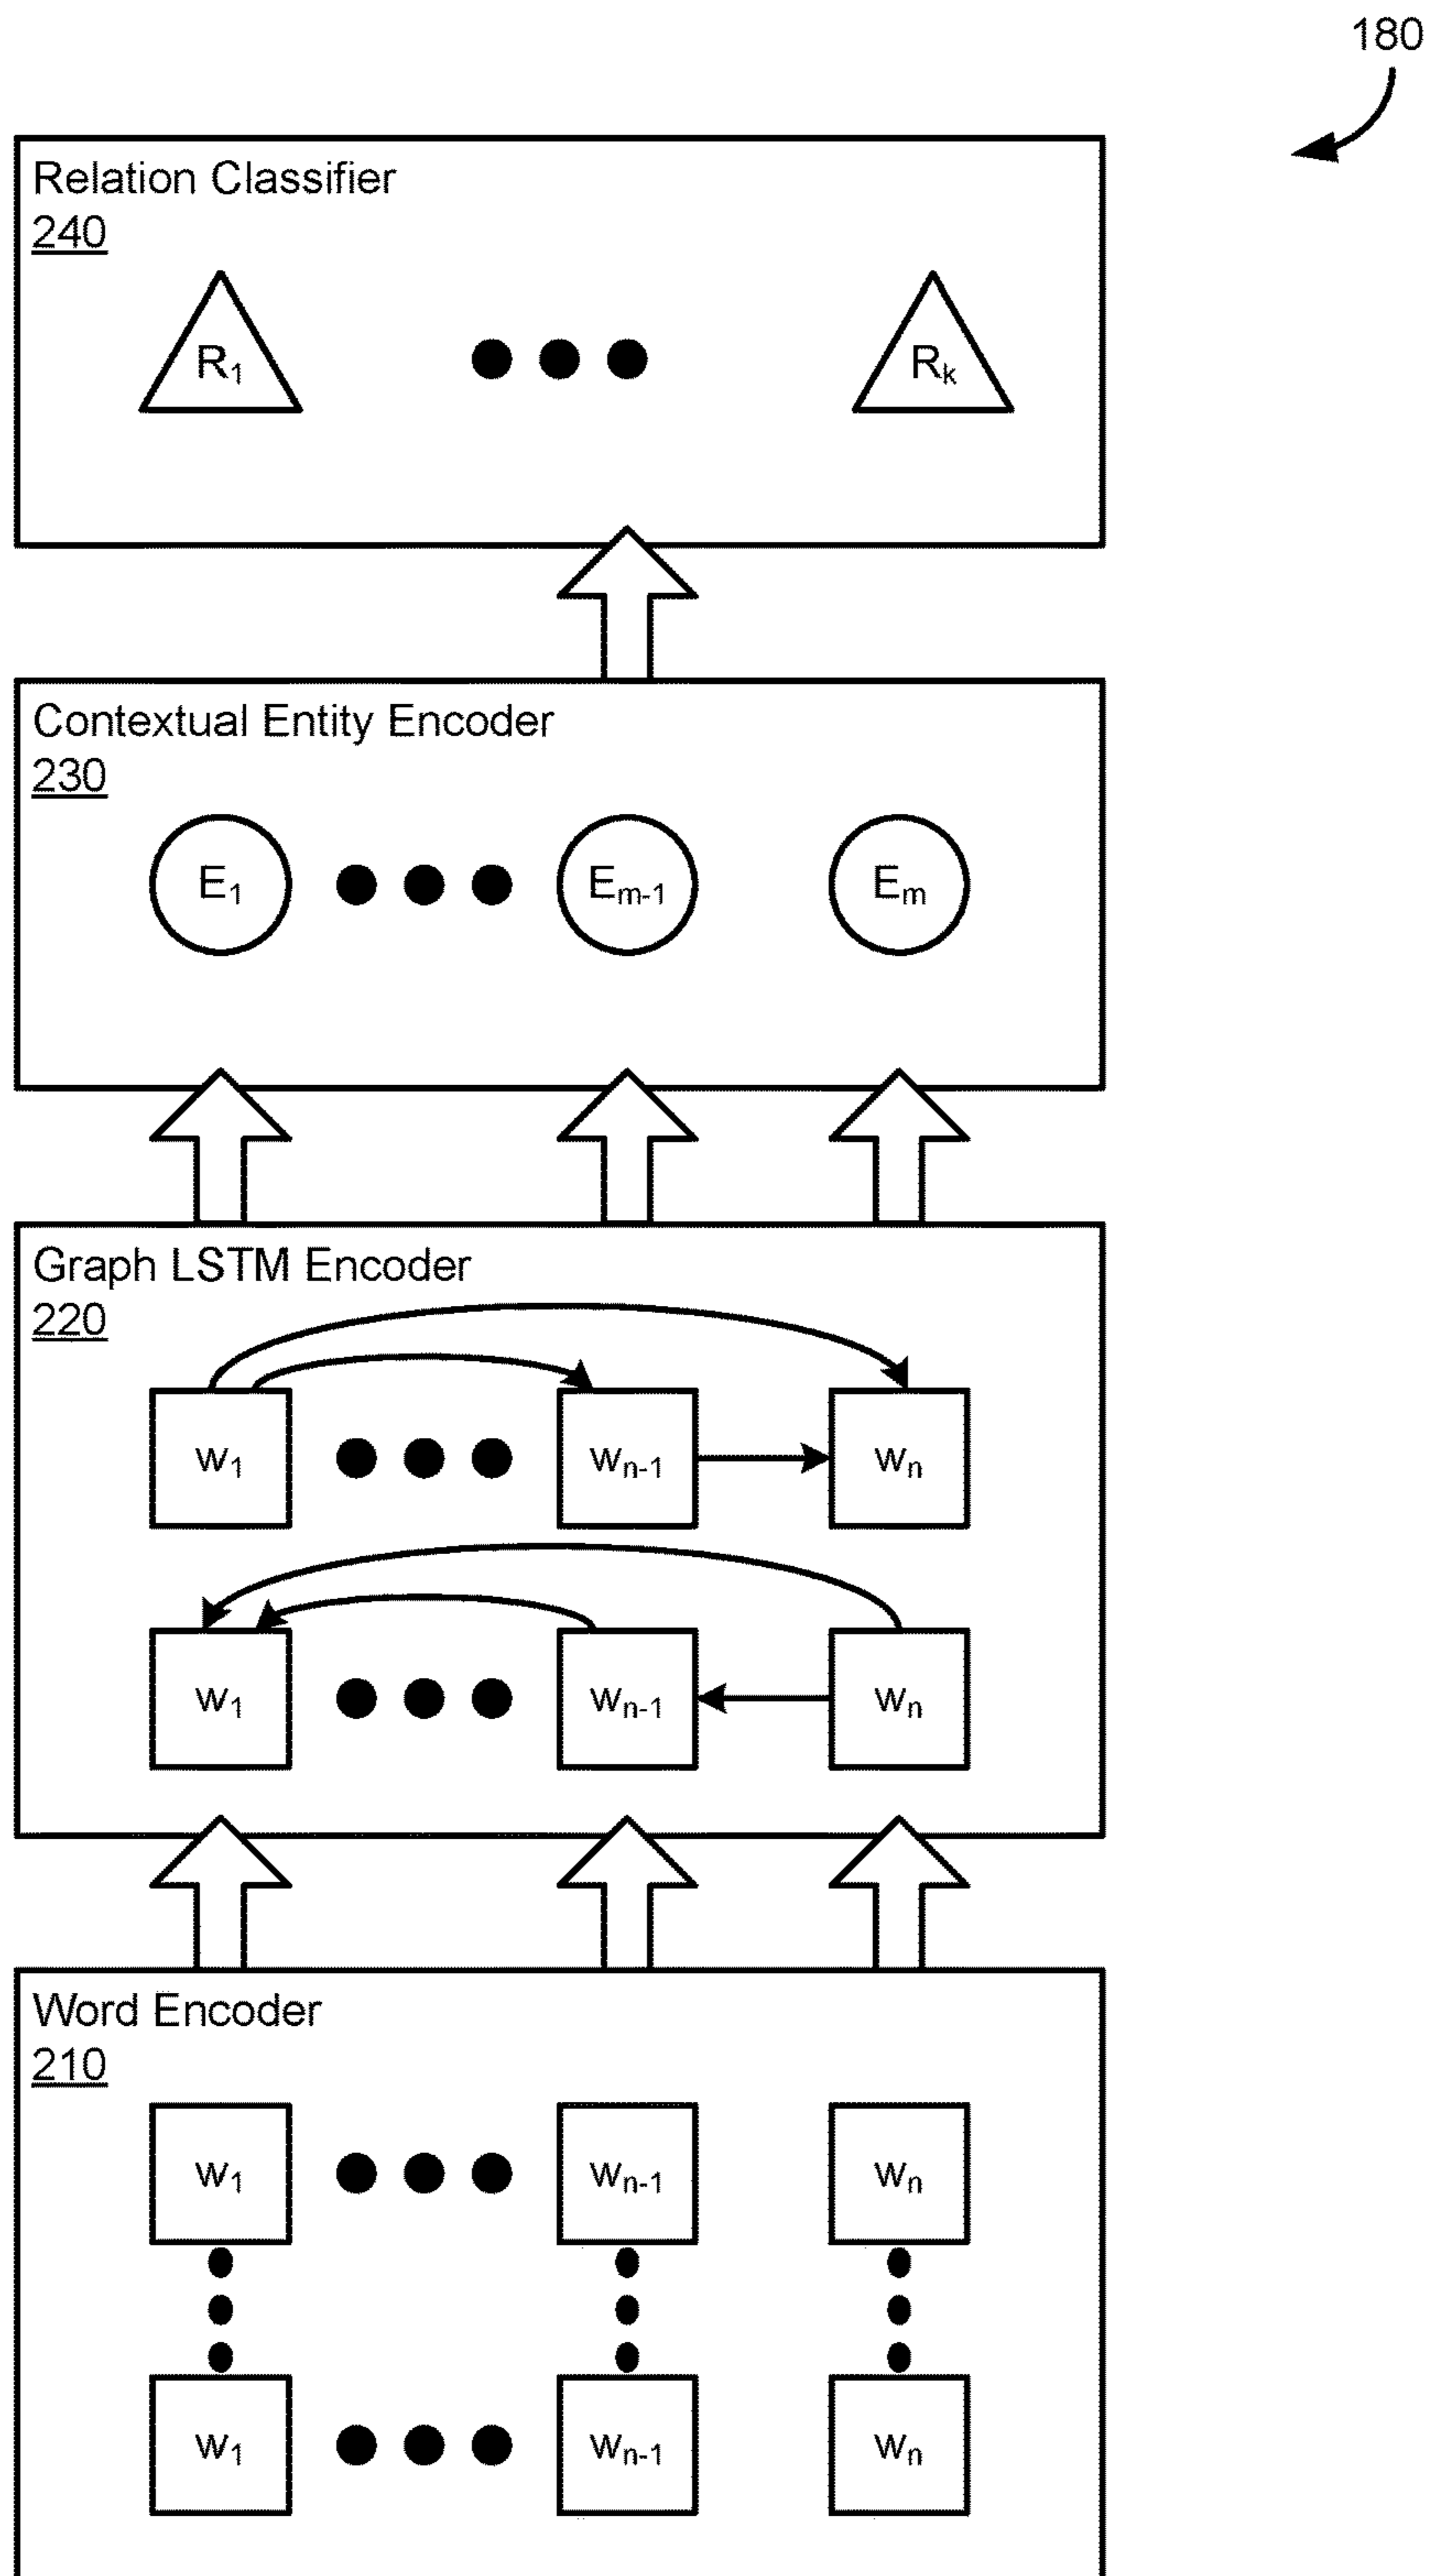 180
Relation Classifier
240
R₁ Rₖ
Contextual Entity Encoder
230
E₁ Eₘ₋₁ Eₘ
Graph LSTM Encoder
220
w₁ wₙ₋₁ wₙ
w₁ wₙ₋₁ wₙ
Word Encoder
210
w₁ wₙ₋₁ wₙ
w₁ wₙ₋₁ wₙ